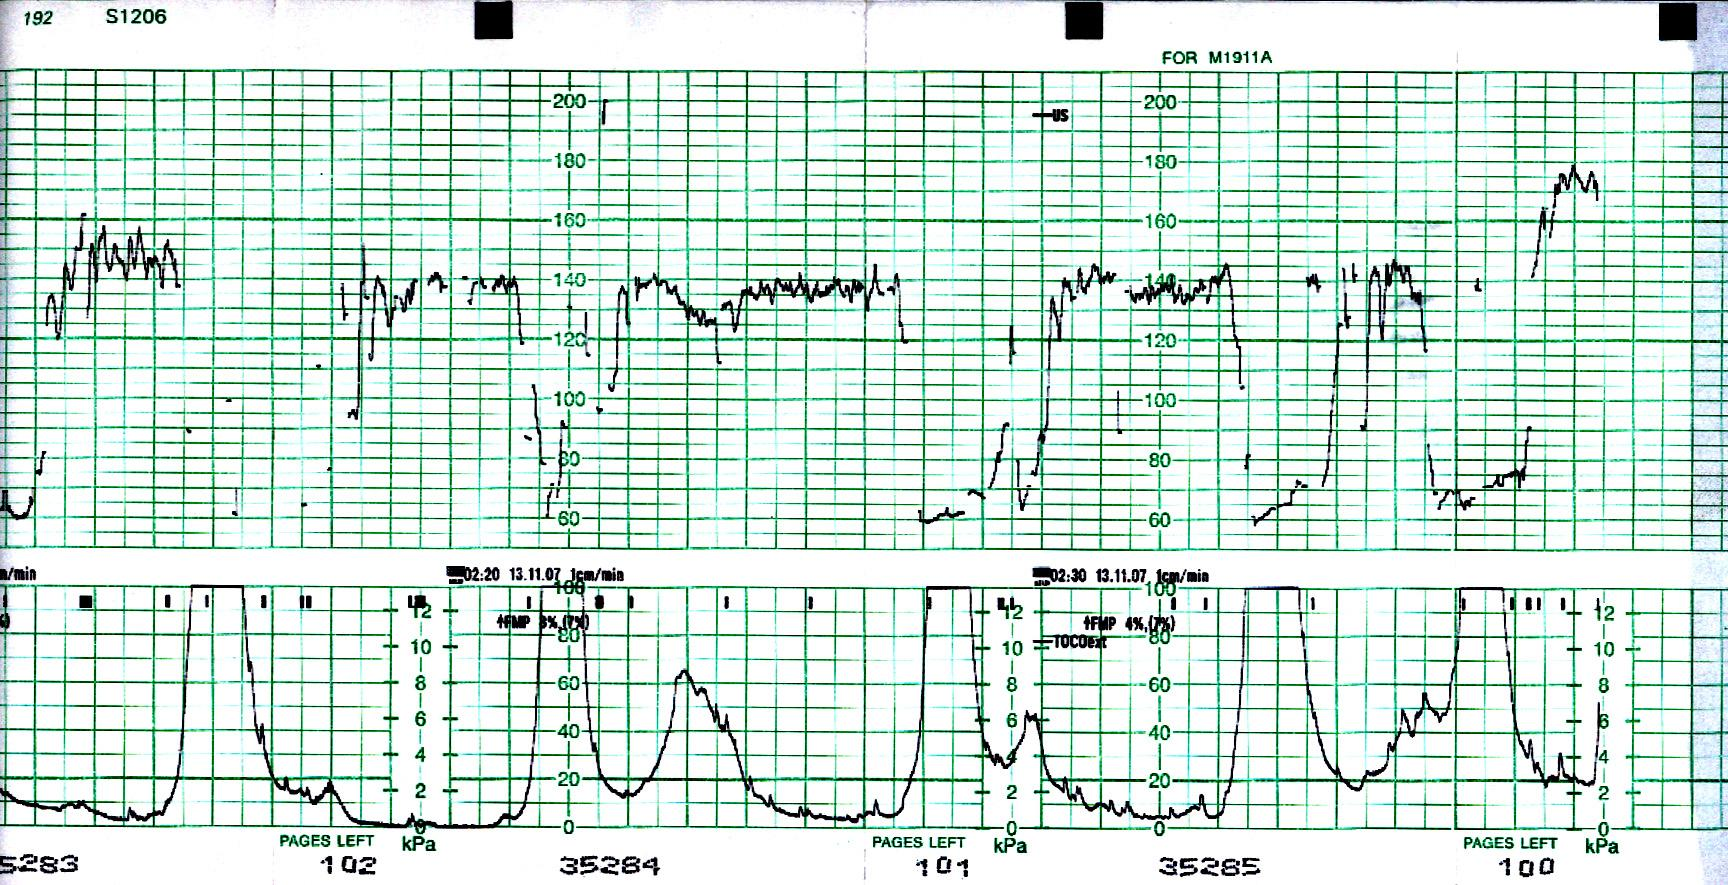 192 S1206
FOR M1911A
200 200
US
180 180
160 160
140 140
120 120
100 100
80 80
60 60
/min 02:20 13.11.07 1cm/min 02:30 13.11.07 1cm/min
100 100
12 12 12
FMP 3%,(7%) FMP 4%,(7%)
80 80
10 10 10
TOCOext
8 60 8 60 8
6 40 6 40 6
4 4 4
2 20 2 20 2
0 0 0 0 0
PAGES LEFT kPa PAGES LEFT kPa PAGES LEFT kPa
5283 102 35284 101 35285 100